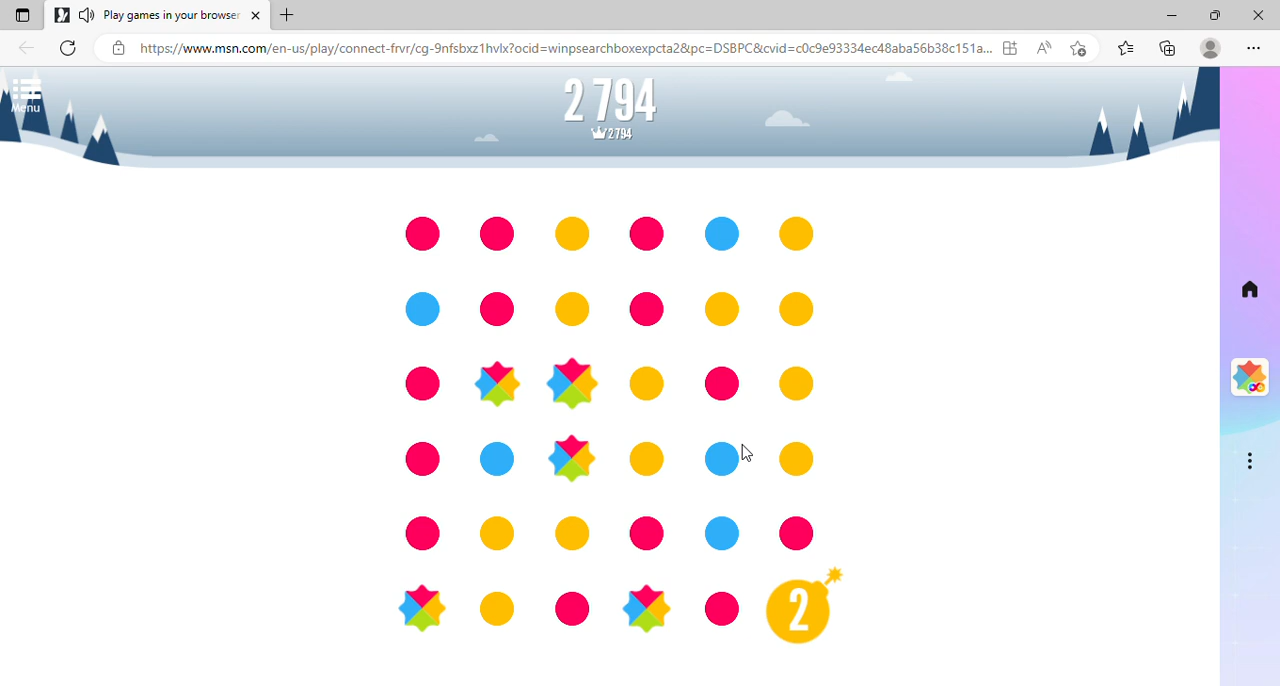 Play games in your browser
https://www.msn.com/en-us/play/connect-frvr/cg-9nfsbxz1hvlx?ocid=winpsearchboxexpcta2&pc=DSBPC&cvid=c0c9e93334ec48aba56b38c151a...
Menu
2 794
2 794
2